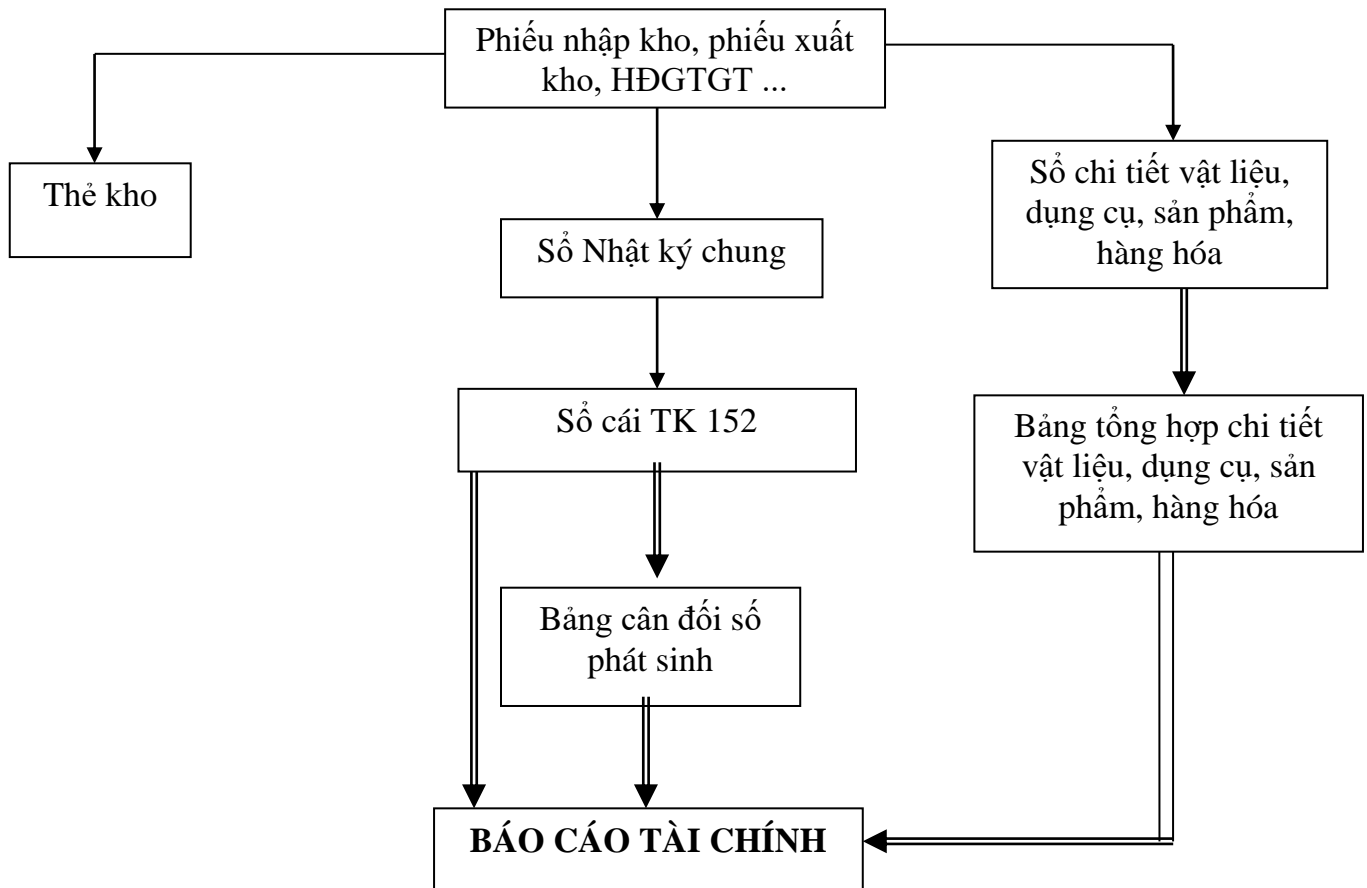 Phiếu nhập kho, phiếu xuất
kho, HĐGTGT ...
Thẻ kho
Sổ Nhật ký chung
Sổ chi tiết vật liệu,
dụng cụ, sản phẩm,
hàng hóa
Sổ cái TK 152
Bảng tổng hợp chi tiết
vật liệu, dụng cụ, sản
phẩm, hàng hóa
Bảng cân đối số
phát sinh
BÁO CÁO TÀI CHÍNH